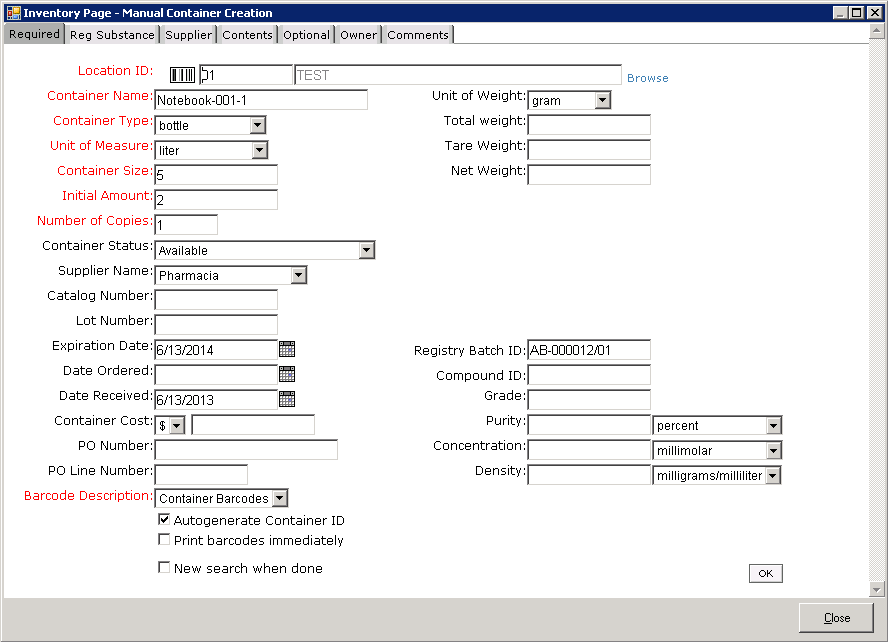 Inventory Page - Manual Container Creation
Required Reg Substance Supplier Contents Optional Owner Comments
Location ID: 01 TEST Browse
Container Name: Notebook-001-1 Unit of Weight: gram
Container Type: bottle Total weight:
Unit of Measure: liter Tare Weight:
Container Size: 5 Net Weight:
Initial Amount: 2
Number of Copies: 1
Container Status: Available
Supplier Name: Pharmacia
Catalog Number:
Lot Number:
Expiration Date: 6/13/2014 Registry Batch ID: AB-000012/01
Date Ordered: Compound ID:
Date Received: 6/13/2013 Grade:
Container Cost: $ Purity: percent
PO Number: Concentration: millimolar
PO Line Number: Density: milligrams/milliliter
Barcode Description: Container Barcodes
Autogenerate Container ID
Print barcodes immediately
New search when done
OK
Close